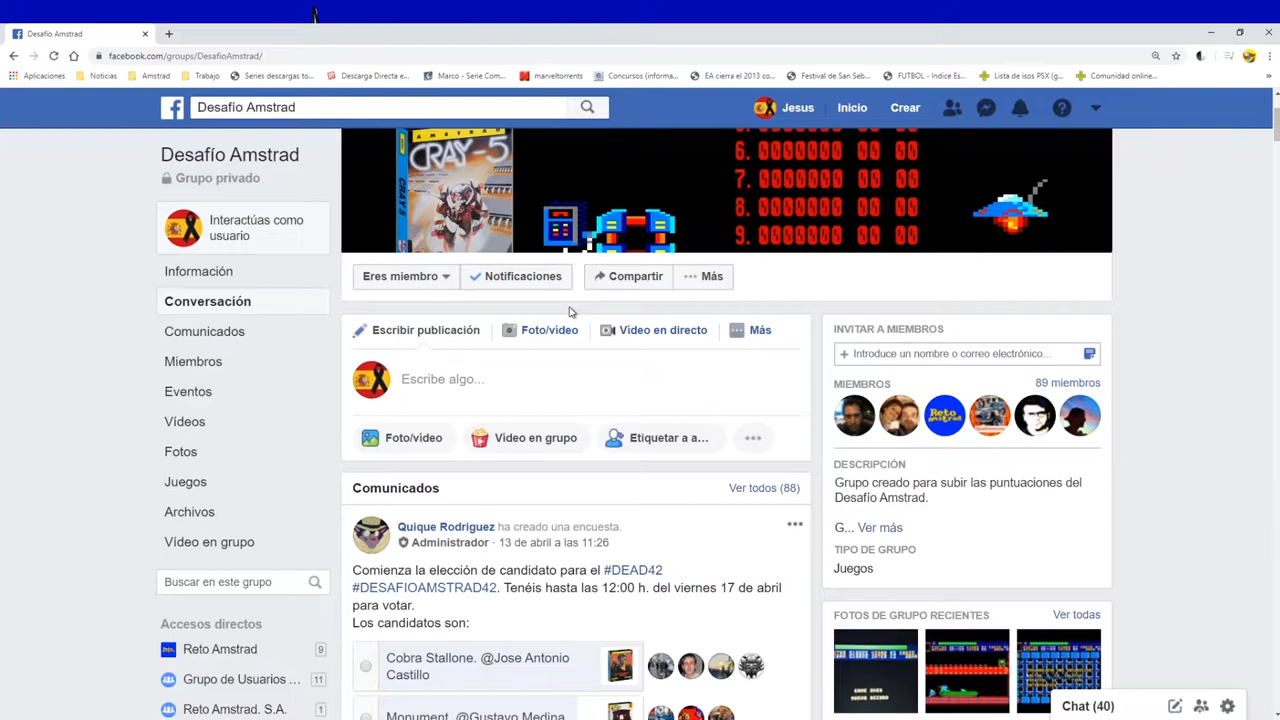 Desafío Amstrad
facebook.com/groups/DesafioAmstrad/
Aplicaciones
Noticias
Amstrad
Trabajo
Series descargas to...
Descarga Directa e...
Marco - Serie Com...
marveltorrents
Concursos (informa...
EA cierra el 2013 co...
Festival de San Seb...
FUTBOL - Indice Es...
Lista de isos PSX (g...
Comunidad online...
Desafío Amstrad
Jesus
Inicio
Crear
Desafío Amstrad
Grupo privado
Interactúas como
usuario
Información
Conversación
Comunicados
Miembros
Eventos
Vídeos
Fotos
Juegos
Archivos
Vídeo en grupo
Buscar en este grupo
Accesos directos
Reto Amstrad 9
Grupo de Usuarios ... 11
Reto Amstrad. S.A. 1
AMSTRAD
CRAY-5
CRAY5
6. 0000000 00 00
7. 0000000 00 00
8. 0000000 00 00
9. 0000000 00 00
Eres miembro
Notificaciones
Compartir
Más
Escribir publicación
Foto/vídeo
Vídeo en directo
Más
Escribe algo...
Foto/vídeo
Vídeo en grupo
Etiquetar a a...
Comunicados
Ver todos (88)
Quique Rodriguez ha creado una encuesta.
Administrador · 13 de abril a las 11:26
Comienza la elección de candidato para el #DEAD42
#DESAFIOAMSTRAD42. Tenéis hasta las 12:00 h. del viernes 17 de abril
para votar.
Los candidatos son:
Cobra Stallone. @Jose Antonio
Castillo
Monument. @Gustavo Medina
INVITAR A MIEMBROS
Introduce un nombre o correo electrónico...
MIEMBROS
89 miembros
Reto
Amstrad
DESCRIPCIÓN
Grupo creado para subir las puntuaciones del
Desafío Amstrad.
G... Ver más
TIPO DE GRUPO
Juegos
FOTOS DE GRUPO RECIENTES
Ver todas
Chat (40)